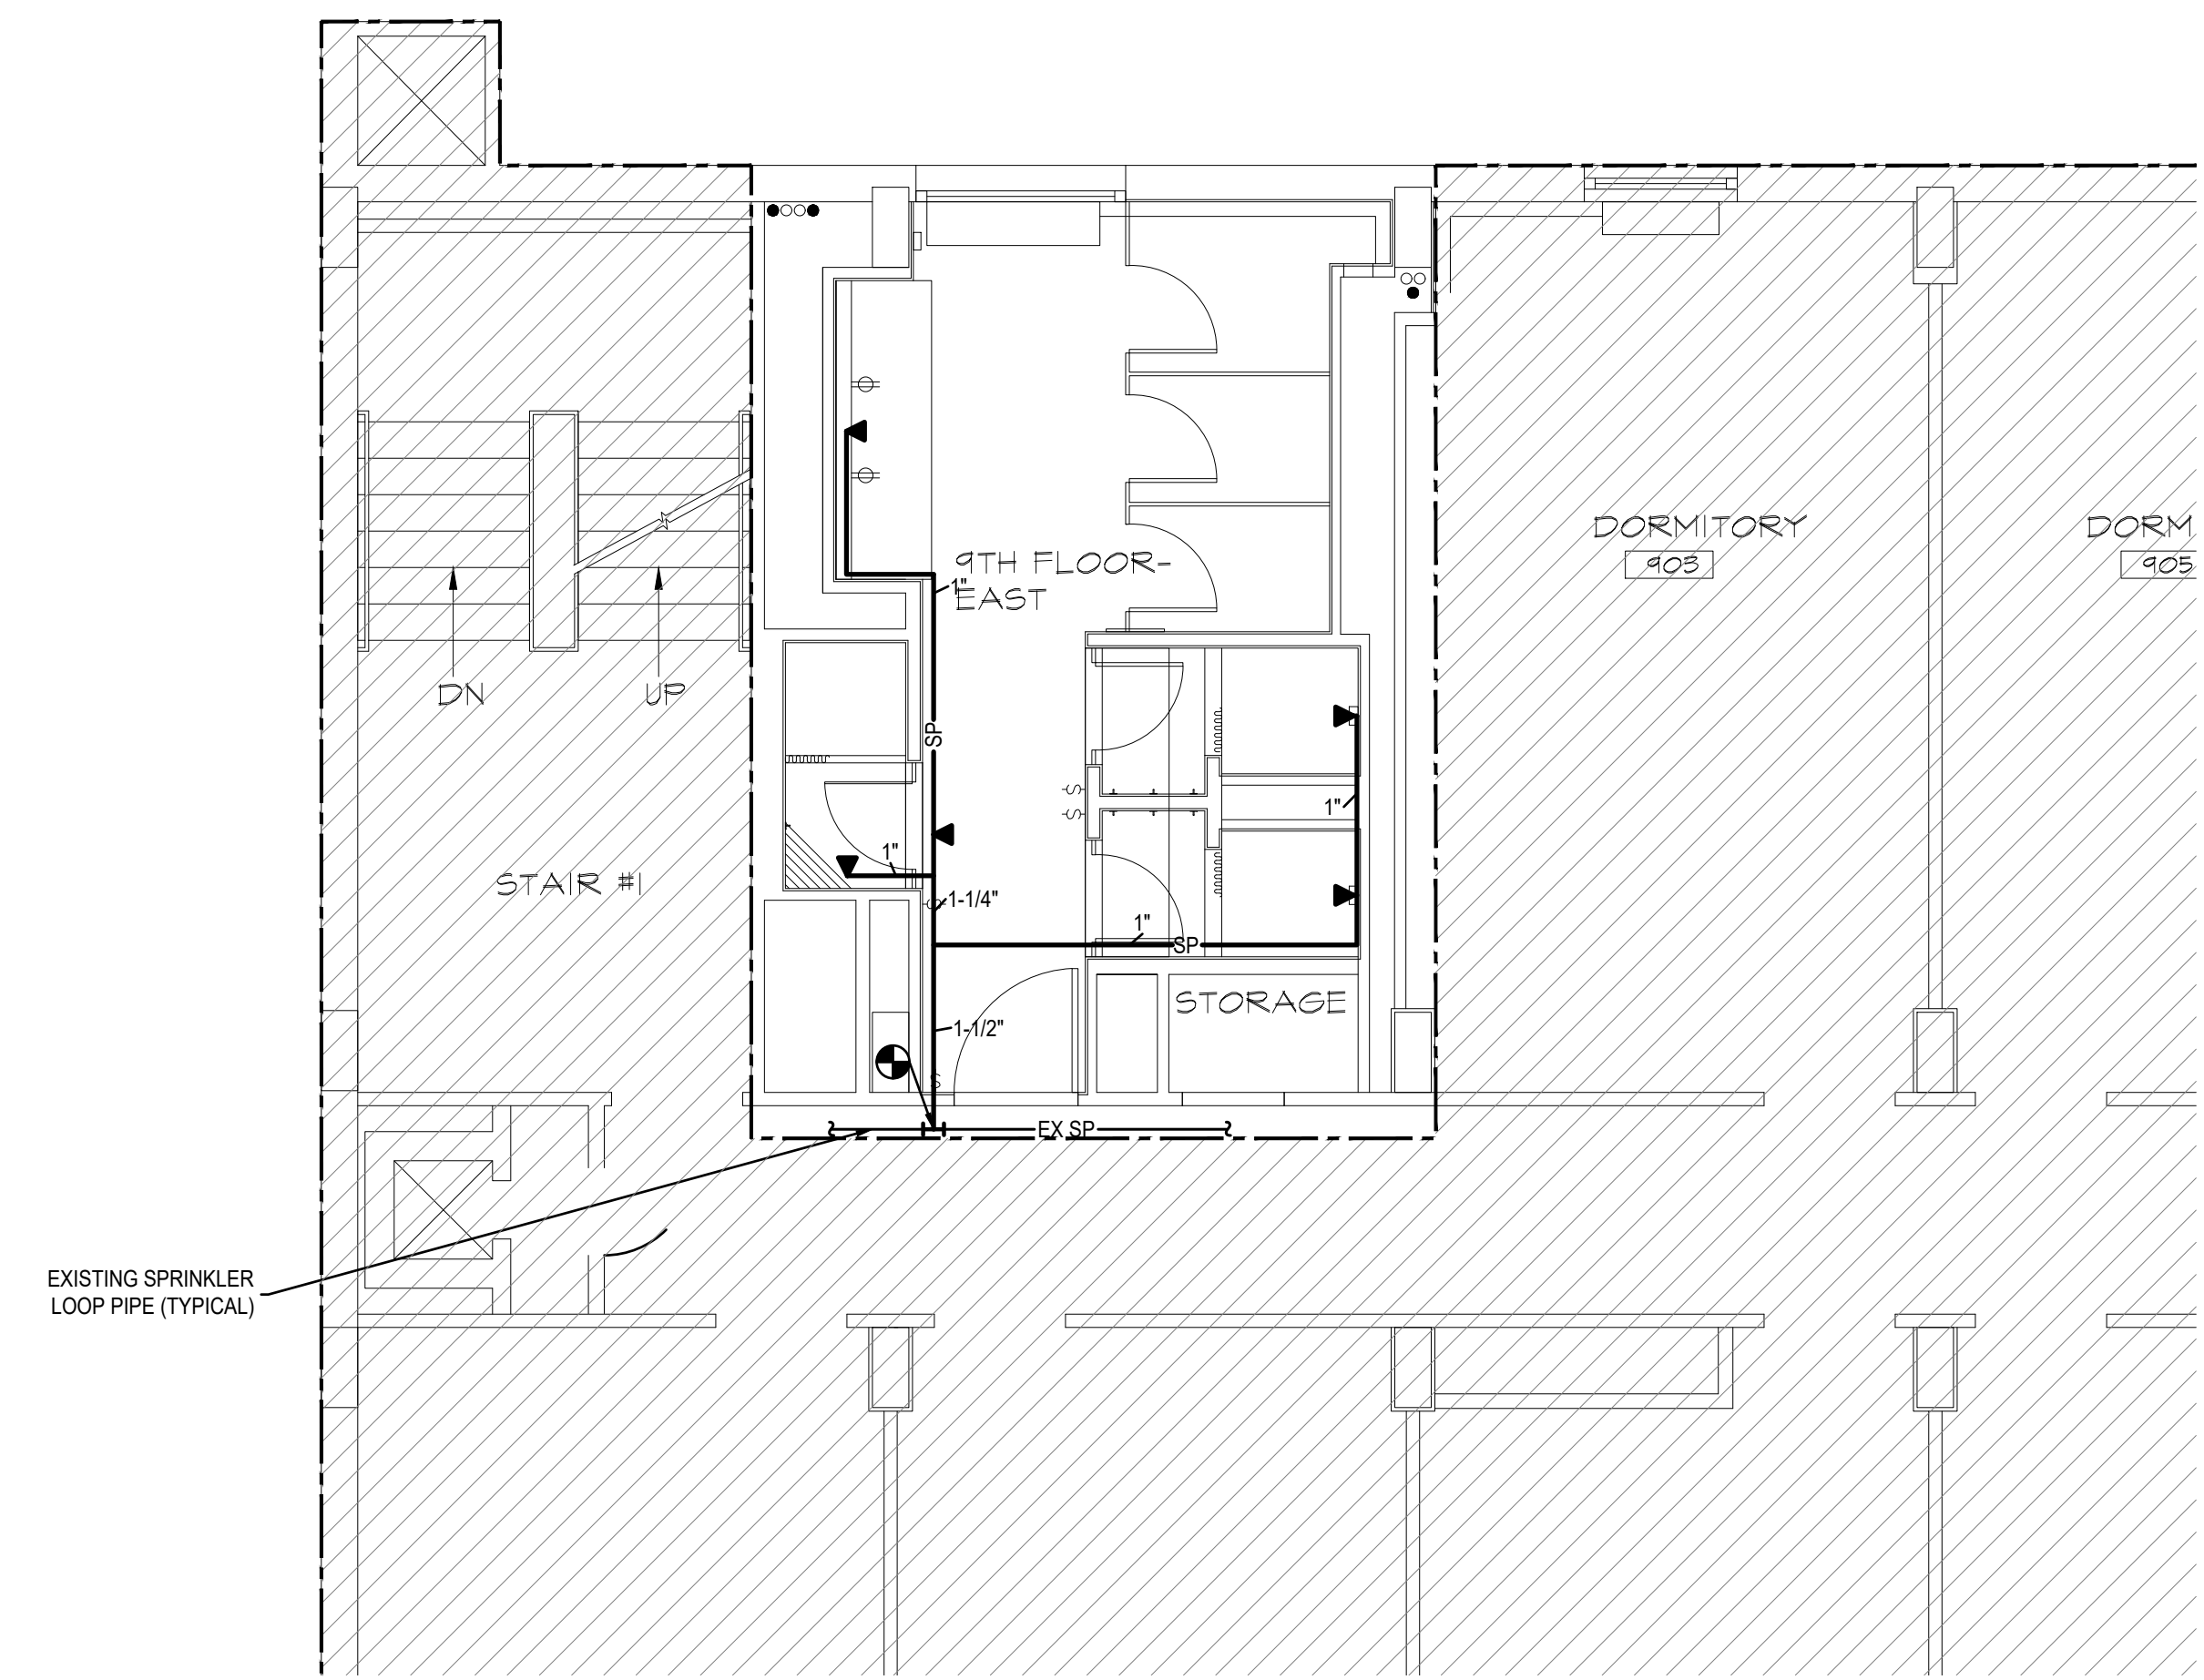 9TH FLOOR-
EAST
DORMITORY
903
DORM
905
1"
SP
DN
UP
1"
1"
STAIR #1
1-1/4"
1"
SP
STORAGE
1-1/2"
S
EX SP
EXISTING SPRINKLER
LOOP PIPE (TYPICAL)